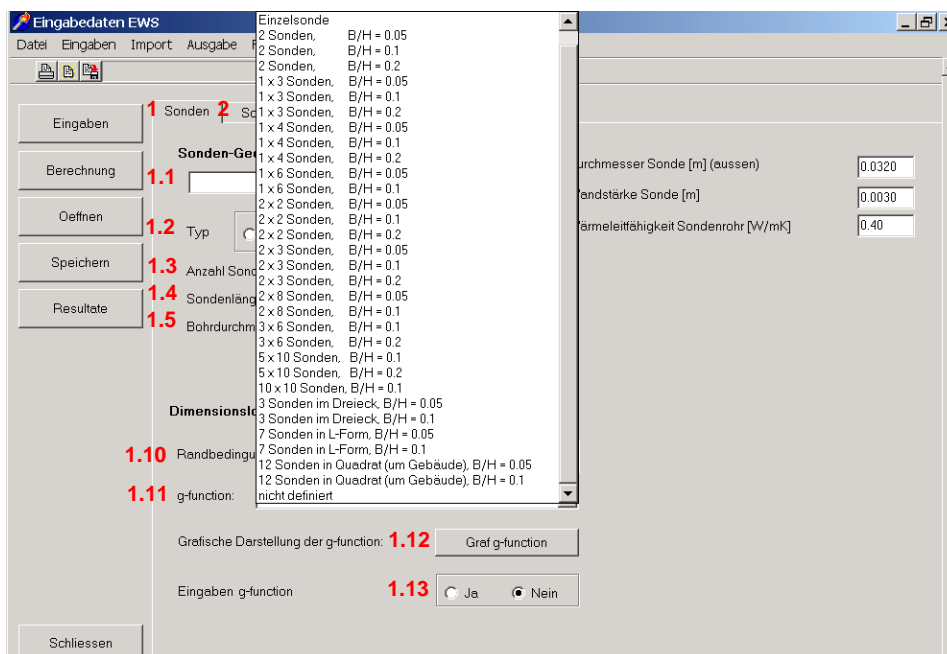 Eingabedaten EWS
Datei Eingaben Import Ausgabe
1 Sonden 2
Eingaben
Berechnung
Oeffnen
Speichern
Resultate
Schliessen
1.1
1.2 Typ
1.3 Anzahl Sond
1.4 Sondenläng
1.5 Bohrdurchm
Einzelsonde
2 Sonden, B/H = 0.05
2 Sonden, B/H = 0.1
2 Sonden, B/H = 0.2
1 x 3 Sonden, B/H = 0.05
1 x 3 Sonden, B/H = 0.1
1 x 3 Sonden, B/H = 0.2
1 x 4 Sonden, B/H = 0.05
1 x 4 Sonden, B/H = 0.1
1 x 4 Sonden, B/H = 0.2
1 x 6 Sonden, B/H = 0.05
1 x 6 Sonden, B/H = 0.1
2 x 2 Sonden, B/H = 0.05
2 x 2 Sonden, B/H = 0.1
2 x 2 Sonden, B/H = 0.2
2 x 3 Sonden, B/H = 0.05
2 x 3 Sonden, B/H = 0.1
2 x 3 Sonden, B/H = 0.2
2 x 8 Sonden, B/H = 0.05
2 x 8 Sonden, B/H = 0.1
3 x 6 Sonden, B/H = 0.1
3 x 6 Sonden, B/H = 0.2
5 x 10 Sonden, B/H = 0.1
5 x 10 Sonden, B/H = 0.2
10 x 10 Sonden, B/H = 0.1
3 Sonden im Dreieck, B/H = 0.05
3 Sonden im Dreieck, B/H = 0.1
7 Sonden in L-Form, B/H = 0.05
7 Sonden in L-Form, B/H = 0.1
12 Sonden in Quadrat (um Gebäude), B/H = 0.05
12 Sonden in Quadrat (um Gebäude), B/H = 0.1
nicht definiert
urchmesser Sonde [m] (aussen) 0.0320
andstärke Sonde [m] 0.0030
ärmeleitfähigkeit Sondenrohr [W/mK] 0.40
1.10 Randbedingu
1.11 g-function:
Grafische Darstellung der g-function: 1.12 Graf g-function
Eingaben g-function 1.13 Ja Nein